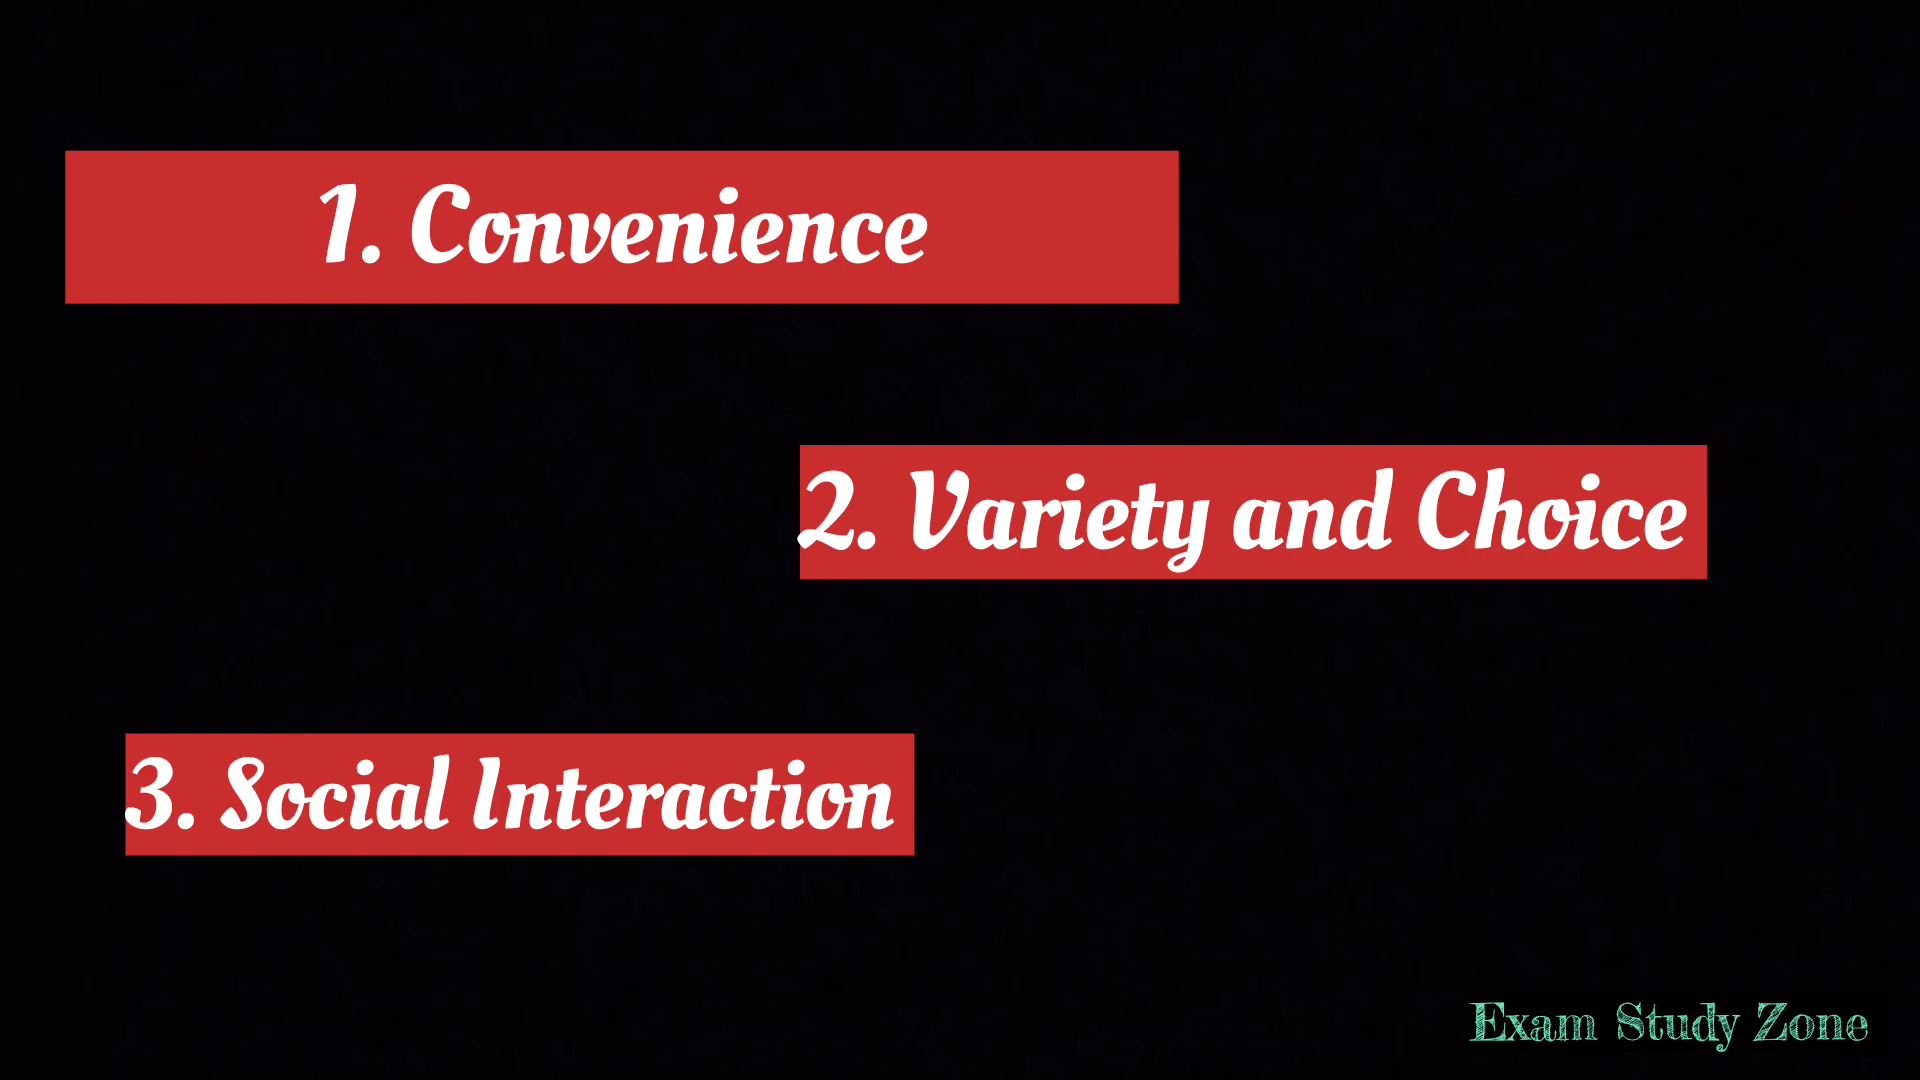 1. Convenience
2. Variety and Choice
3. Social Interaction
Exam Study Zone